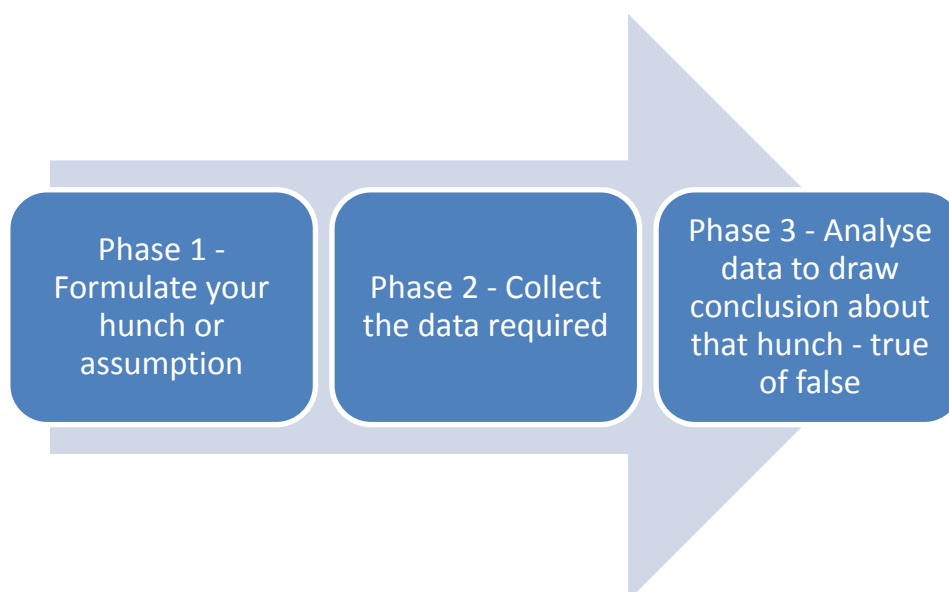 Phase 1 -
Formulate your
hunch or
assumption
Phase 2 - Collect
the data required
Phase 3 - Analyse
data to draw
conclusion about
that hunch - true
of false